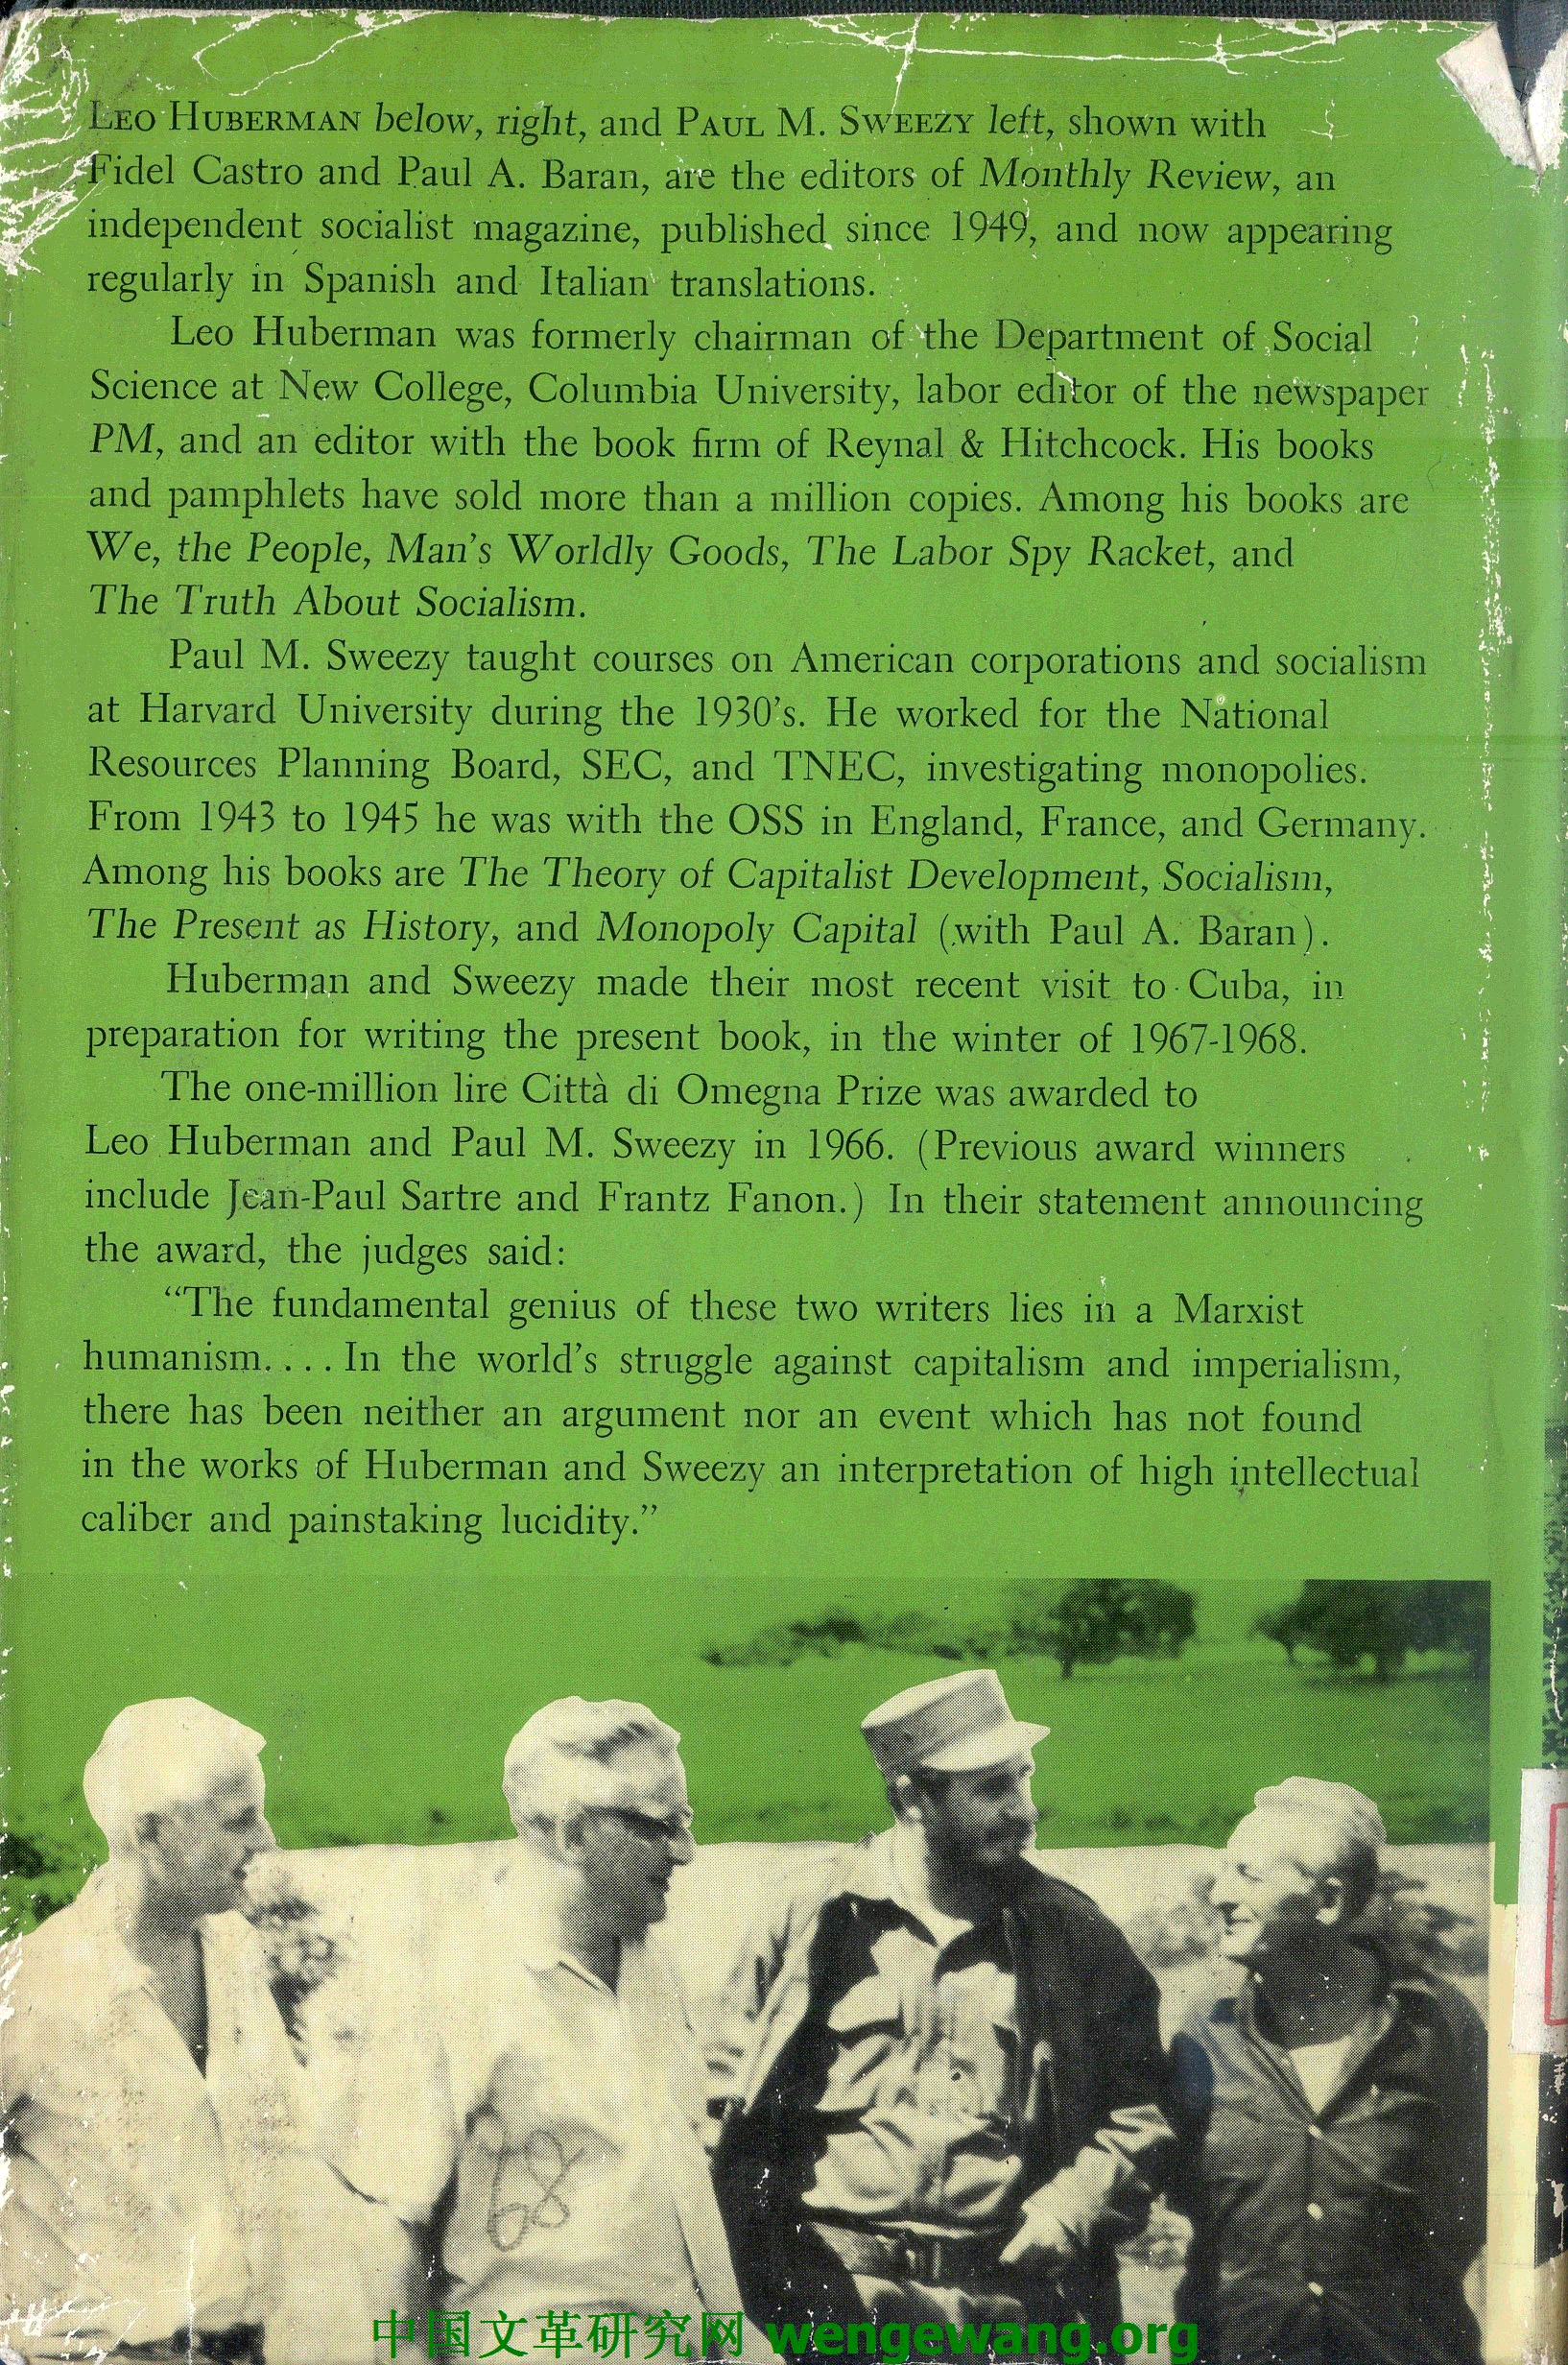 LEO HUBERMAN below, right, and PAUL M. SWEEZY left, shown with
Fidel Castro and Paul A. Baran, are the editors of Monthly Review, an
independent socialist magazine, published since 1949, and now appearing
regularly in Spanish and Italian translations.
Leo Huberman was formerly chairman of the Department of Social
Science at New College, Columbia University, labor editor of the newspaper
PM, and an editor with the book firm of Reynal & Hitchcock. His books
and pamphlets have sold more than a million copies. Among his books are
We, the People, Man's Worldly Goods, The Labor Spy Racket, and
The Truth About Socialism.
Paul M. Sweezy taught courses on American corporations and socialism
at Harvard University during the 1930's. He worked for the National
Resources Planning Board, SEC, and TNEC, investigating monopolies.
From 1943 to 1945 he was with the OSS in England, France, and Germany.
Among his books are The Theory of Capitalist Development, Socialism,
The Present as History, and Monopoly Capital (with Paul A. Baran).
Huberman and Sweezy made their most recent visit to Cuba, in
preparation for writing the present book, in the winter of 1967-1968.
The one-million lire Città di Omegna Prize was awarded to
Leo Huberman and Paul M. Sweezy in 1966. (Previous award winners
include Jean-Paul Sartre and Frantz Fanon.) In their statement announcing
the award, the judges said:
“The fundamental genius of these two writers lies in a Marxist
humanism. . . . In the world's struggle against capitalism and imperialism,
there has been neither an argument nor an event which has not found
in the works of Huberman and Sweezy an interpretation of high intellectual
caliber and painstaking lucidity.”
68
中国文革研究网 wengewang.org